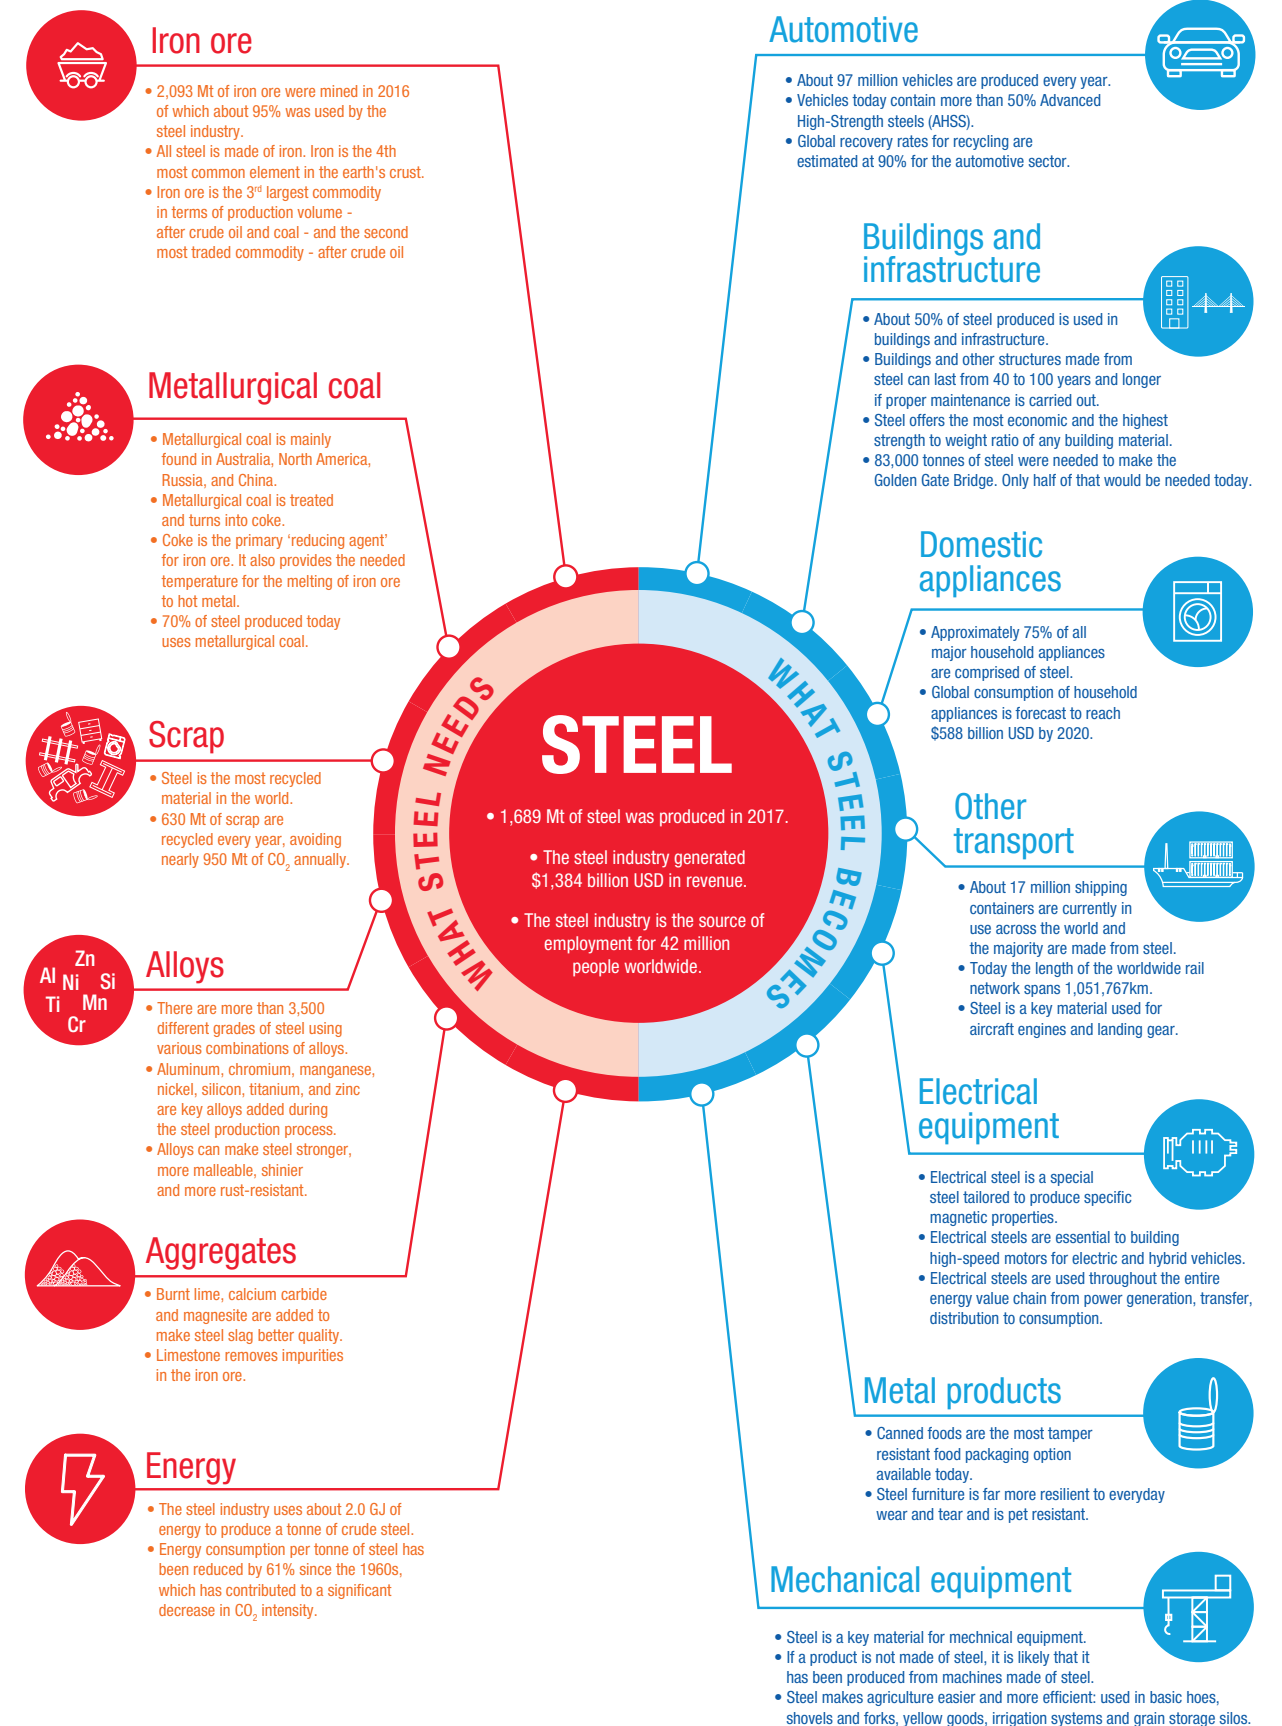 Iron ore
• 2,093 Mt of iron ore were mined in 2016
of which about 95% was used by the
steel industry.
• All steel is made of iron. Iron is the 4th
most common element in the earth's crust.
• Iron ore is the 3rd largest commodity
in terms of production volume -
after crude oil and coal - and the second
most traded commodity - after crude oil
Metallurgical coal
• Metallurgical coal is mainly
found in Australia, North America,
Russia, and China.
• Metallurgical coal is treated
and turns into coke.
• Coke is the primary ‘reducing agent’
for iron ore. It also provides the needed
temperature for the melting of iron ore
to hot metal.
• 70% of steel produced today
uses metallurgical coal.
Scrap
• Steel is the most recycled
material in the world.
• 630 Mt of scrap are
recycled every year, avoiding
nearly 950 Mt of CO2 annually.
Zn
Al Ni Si
Ti Mn
Cr
Alloys
• There are more than 3,500
different grades of steel using
various combinations of alloys.
• Aluminum, chromium, manganese,
nickel, silicon, titanium, and zinc
are key alloys added during
the steel production process.
• Alloys can make steel stronger,
more malleable, shinier
and more rust-resistant.
Aggregates
• Burnt lime, calcium carbide
and magnesite are added to
make steel slag better quality.
• Limestone removes impurities
in the iron ore.
Energy
• The steel industry uses about 2.0 GJ of
energy to produce a tonne of crude steel.
• Energy consumption per tonne of steel has
been reduced by 61% since the 1960s,
which has contributed to a significant
decrease in CO2 intensity.
WHAT STEEL NEEDS
STEEL
• 1,689 Mt of steel was produced in 2017.
• The steel industry generated
$1,384 billion USD in revenue.
• The steel industry is the source of
employment for 42 million
people worldwide.
WHAT STEEL BECOMES
Automotive
• About 97 million vehicles are produced every year.
• Vehicles today contain more than 50% Advanced
High-Strength steels (AHSS).
• Global recovery rates for recycling are
estimated at 90% for the automotive sector.
Buildings and
infrastructure
• About 50% of steel produced is used in
buildings and infrastructure.
• Buildings and other structures made from
steel can last from 40 to 100 years and longer
if proper maintenance is carried out.
• Steel offers the most economic and the highest
strength to weight ratio of any building material.
• 83,000 tonnes of steel were needed to make the
Golden Gate Bridge. Only half of that would be needed today.
Domestic
appliances
• Approximately 75% of all
major household appliances
are comprised of steel.
• Global consumption of household
appliances is forecast to reach
$588 billion USD by 2020.
Other
transport
• About 17 million shipping
containers are currently in
use across the world and
the majority are made from steel.
• Today the length of the worldwide rail
network spans 1,051,767km.
• Steel is a key material used for
aircraft engines and landing gear.
Electrical
equipment
• Electrical steel is a special
steel tailored to produce specific
magnetic properties.
• Electrical steels are essential to building
high-speed motors for electric and hybrid vehicles.
• Electrical steels are used throughout the entire
energy value chain from power generation, transfer,
distribution to consumption.
Metal products
• Canned foods are the most tamper
resistant food packaging option
available today.
• Steel furniture is far more resilient to everyday
wear and tear and is pet resistant.
Mechanical equipment
• Steel is a key material for mechnical equipment.
• If a product is not made of steel, it is likely that it
has been produced from machines made of steel.
• Steel makes agriculture easier and more efficient: used in basic hoes,
shovels and forks, yellow goods, irrigation systems and grain storage silos.